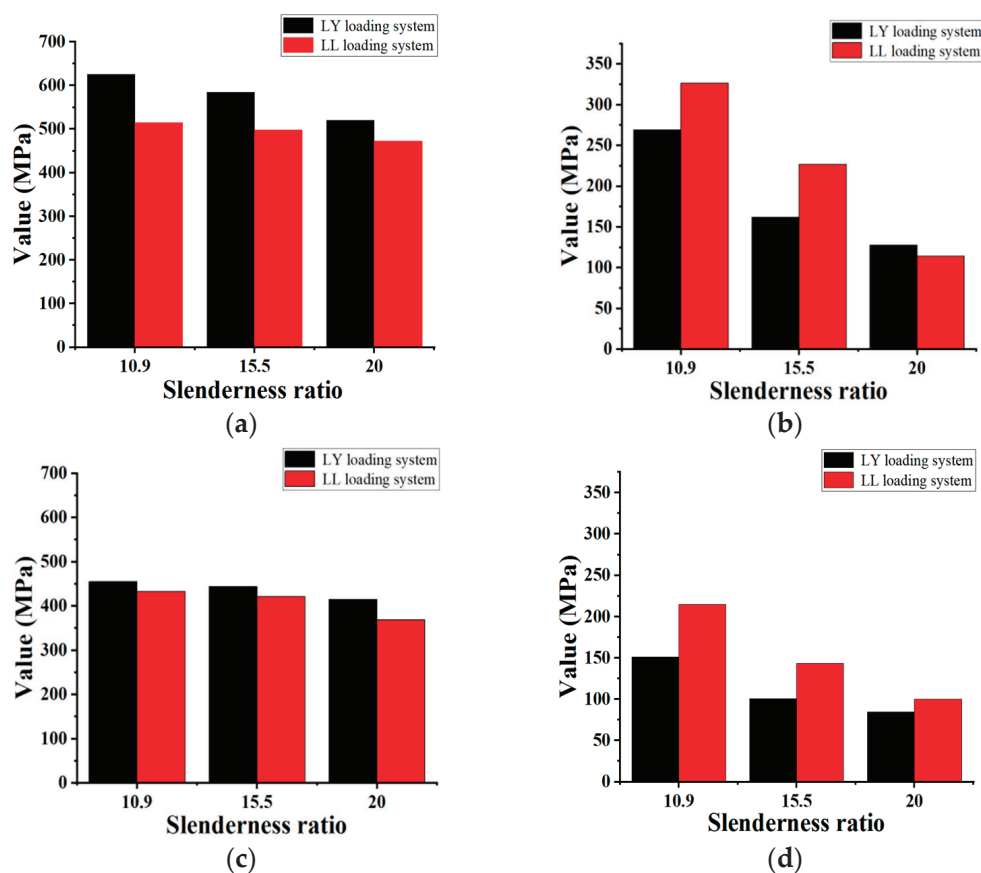 LY loading system
LL loading system
700
600
500
400
300
200
100
0
Value (MPa)
10.9 15.5 20
Slenderness ratio
(a)
LY loading system
LL loading system
350
300
250
200
150
100
50
0
Value (MPa)
10.9 15.5 20
Slenderness ratio
(b)
LY loading system
LL loading system
700
600
500
400
300
200
100
0
Value (MPa)
10.9 15.5 20
Slenderness ratio
(c)
LY loading system
LL loading system
350
300
250
200
150
100
50
0
Value (MPa)
10.9 15.5 20
Slenderness ratio
(d)